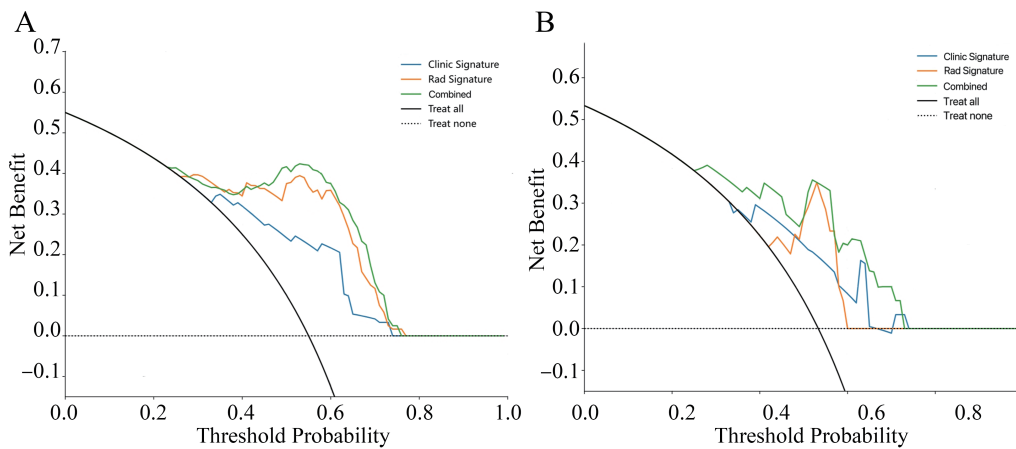 A
0.7
0.6
0.5
0.4
0.3
0.2
0.1
0.0
−0.1
Net Benefit
Clinic Signature
Rad Signature
Combined
Treat all
Treat none
0.0
0.2
0.4
0.6
0.8
1.0
Threshold Probability
B
0.6
0.5
0.4
0.3
0.2
0.1
0.0
−0.1
Net Benefit
Clinic Signature
Rad Signature
Combined
Treat all
Treat none
0.0
0.2
0.4
0.6
0.8
Threshold Probability